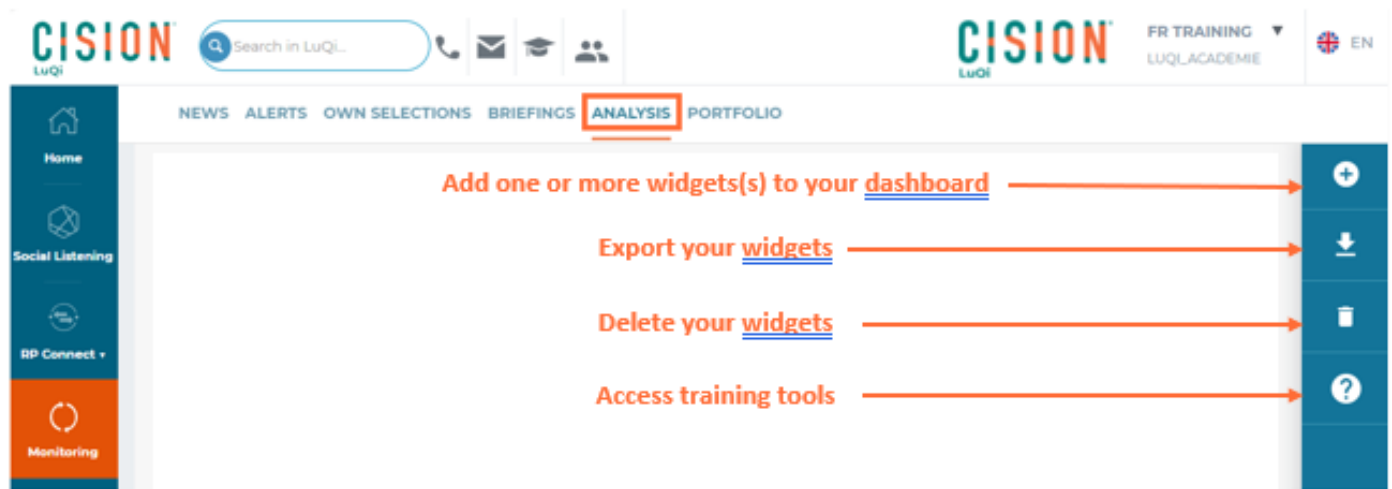 CISION
LuQi
Search in LuQi...
CISION
LuQi
FR TRAINING
LUQI_ACADEMIE
EN
NEWS ALERTS OWN SELECTIONS BRIEFINGS ANALYSIS PORTFOLIO
Home
Social Listening
RP Connect
Monitoring
Add one or more widgets(s) to your dashboard
Export your widgets
Delete your widgets
Access training tools